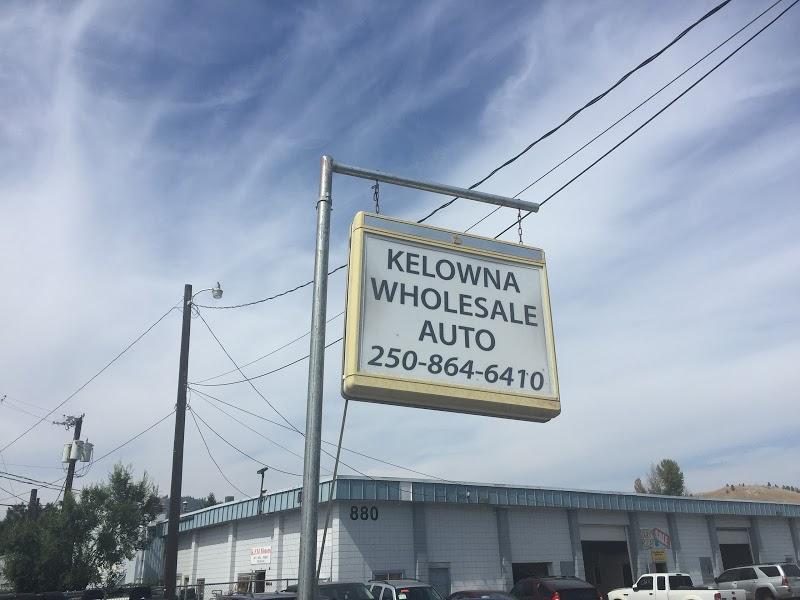 KELOWNA
WHOLESALE
AUTO
250-864-6410
880